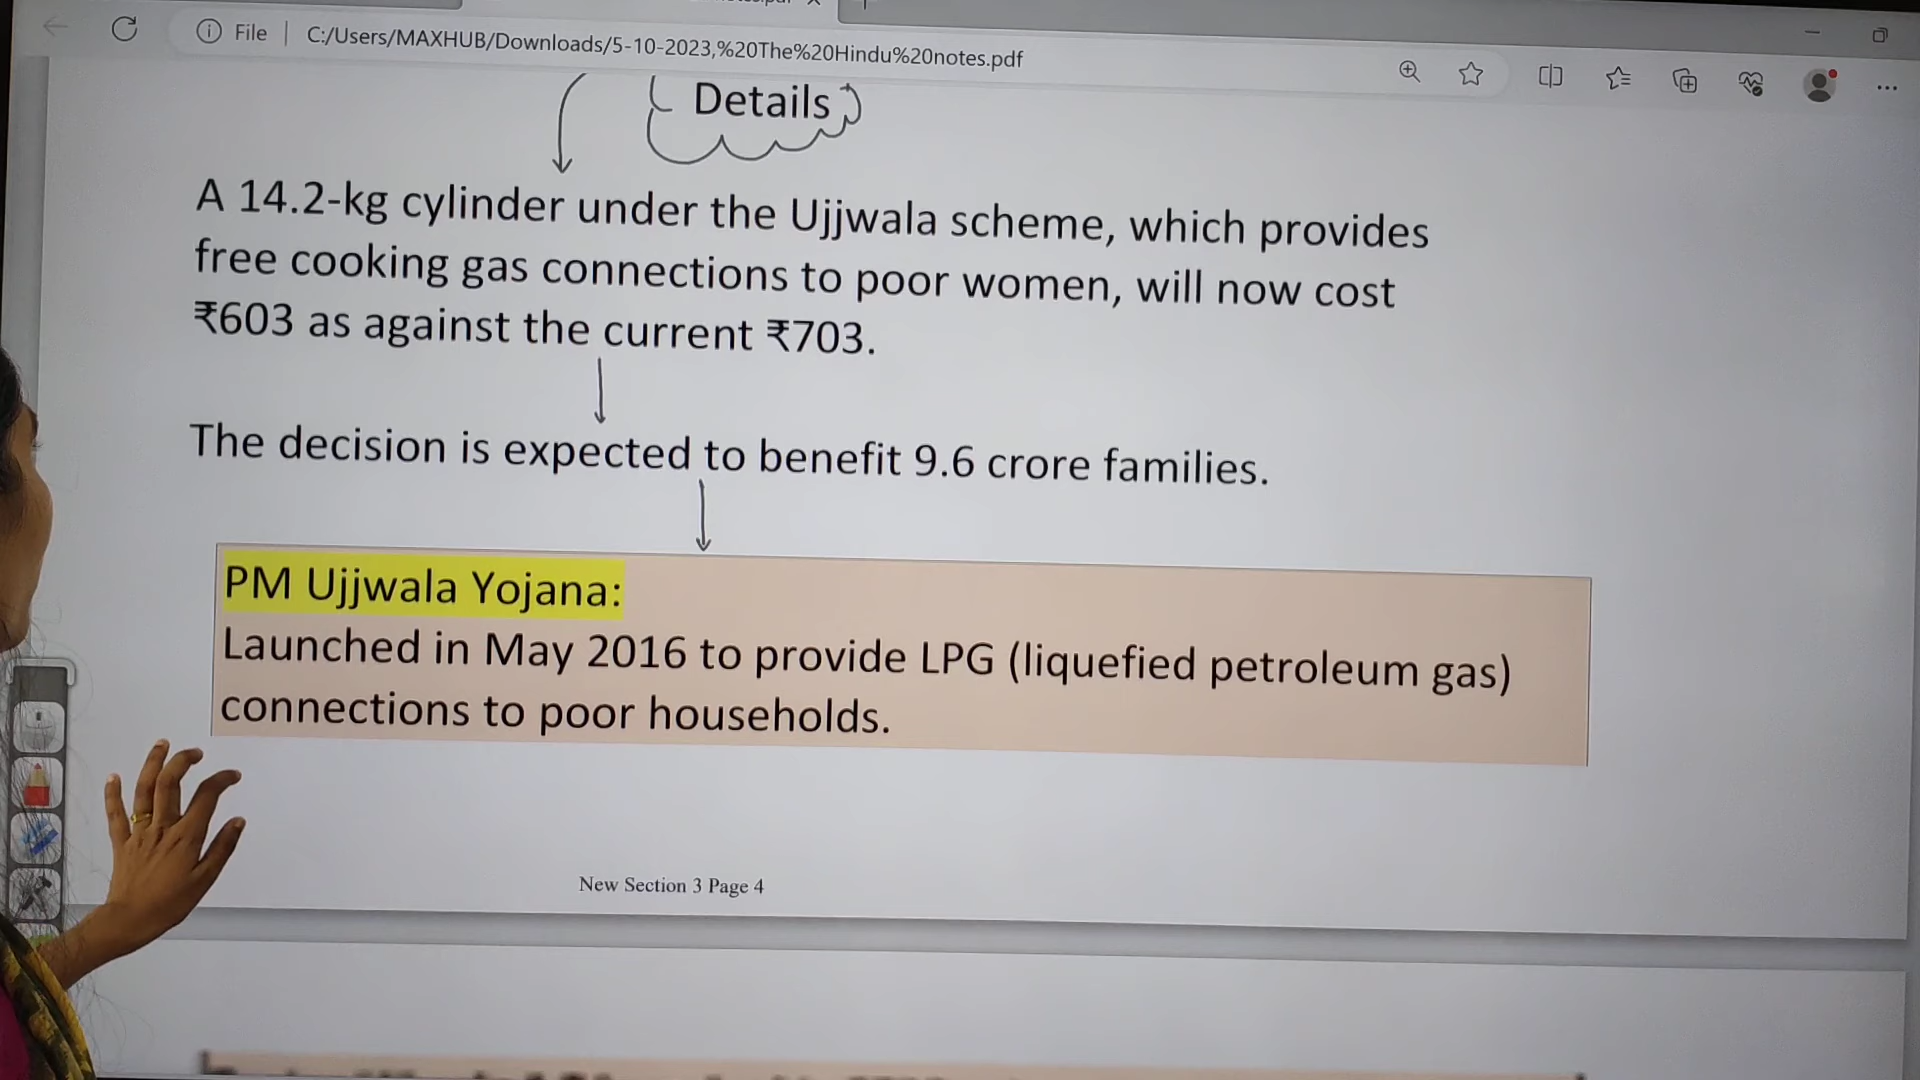 File
C:/Users/MAXHUB/Downloads/5-10-2023,%20The%20Hindu%20notes.pdf
Details
A 14.2-kg cylinder under the Ujjwala scheme, which provides
free cooking gas connections to poor women, will now cost
₹603 as against the current ₹703.
The decision is expected to benefit 9.6 crore families.
PM Ujjwala Yojana:
Launched in May 2016 to provide LPG (liquefied petroleum gas)
connections to poor households.
New Section 3 Page 4